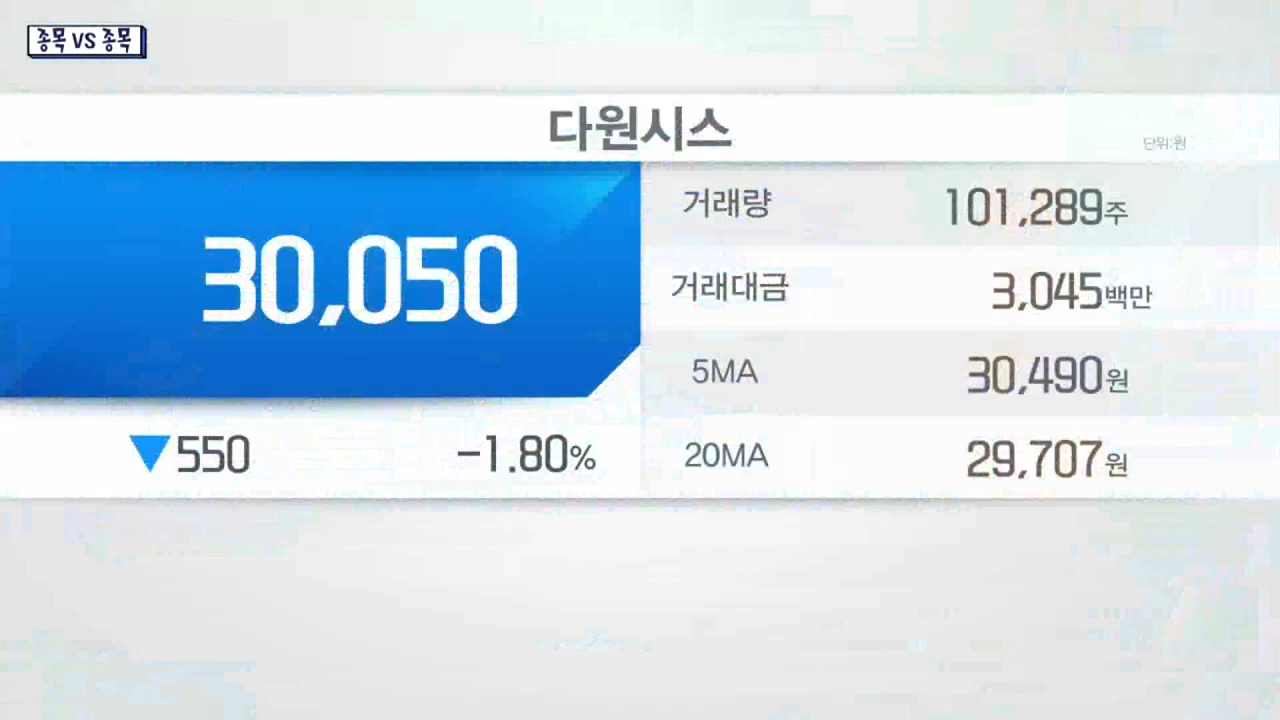 종목 VS 종목
다원시스
단위:원
30,050
▼550 -1.80%
거래량 101,289주
거래대금 3,045백만
5MA 30,490원
20MA 29,707원